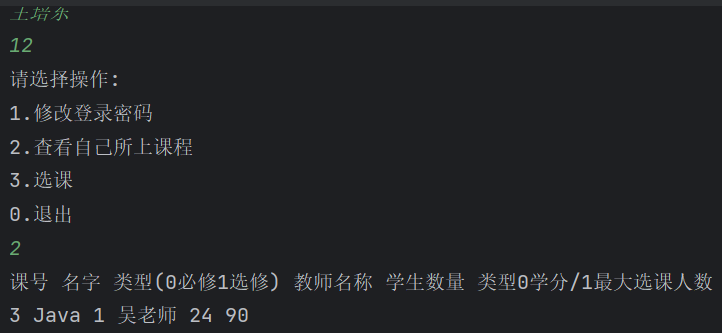 12
请选择操作:
1.修改登录密码
2.查看自己所上课程
3.选课
0.退出
2
课号 名字 类型(0必修1选修) 教师名称 学生数量 类型0学分/1最大选课人数
3 Java 1 吴老师 24 90